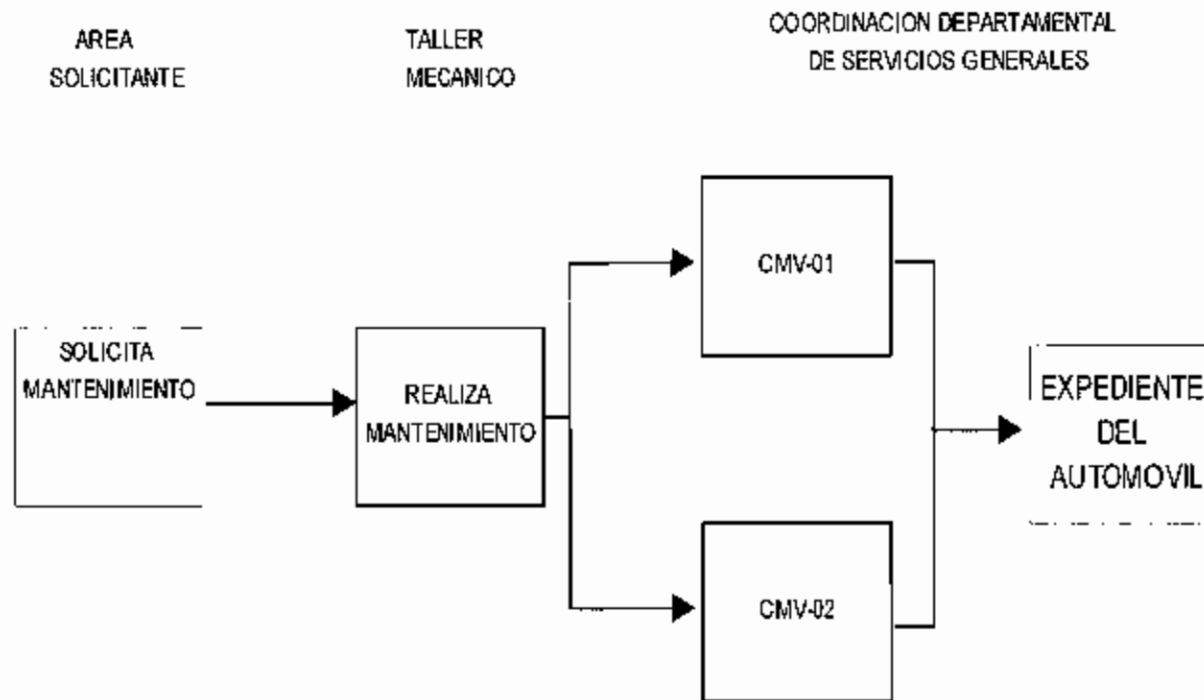 AREA
SOLICITANTE
TALLER
MECANICO
COORDINACION DEPARTAMENTAL
DE SERVICIOS GENERALES
SOLICITA
MANTENIMIENTO
REALIZA
MANTENIMIENTO
CMV-01
CMV-02
EXPEDIENTE
DEL
AUTOMOVIL